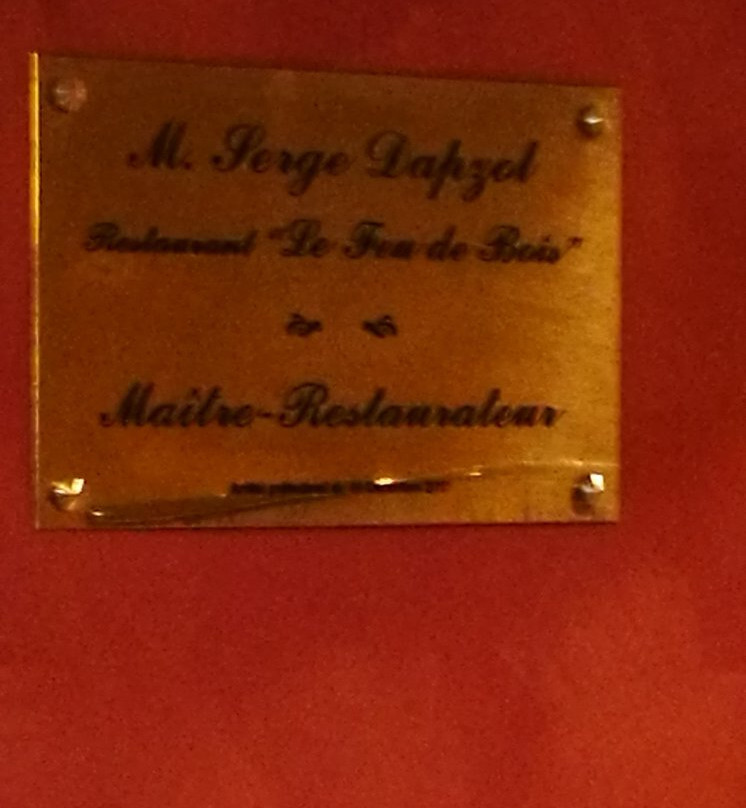 M. Serge Dapzol
Restaurant "Le Feu de Bois"
Maître-Restaurateur